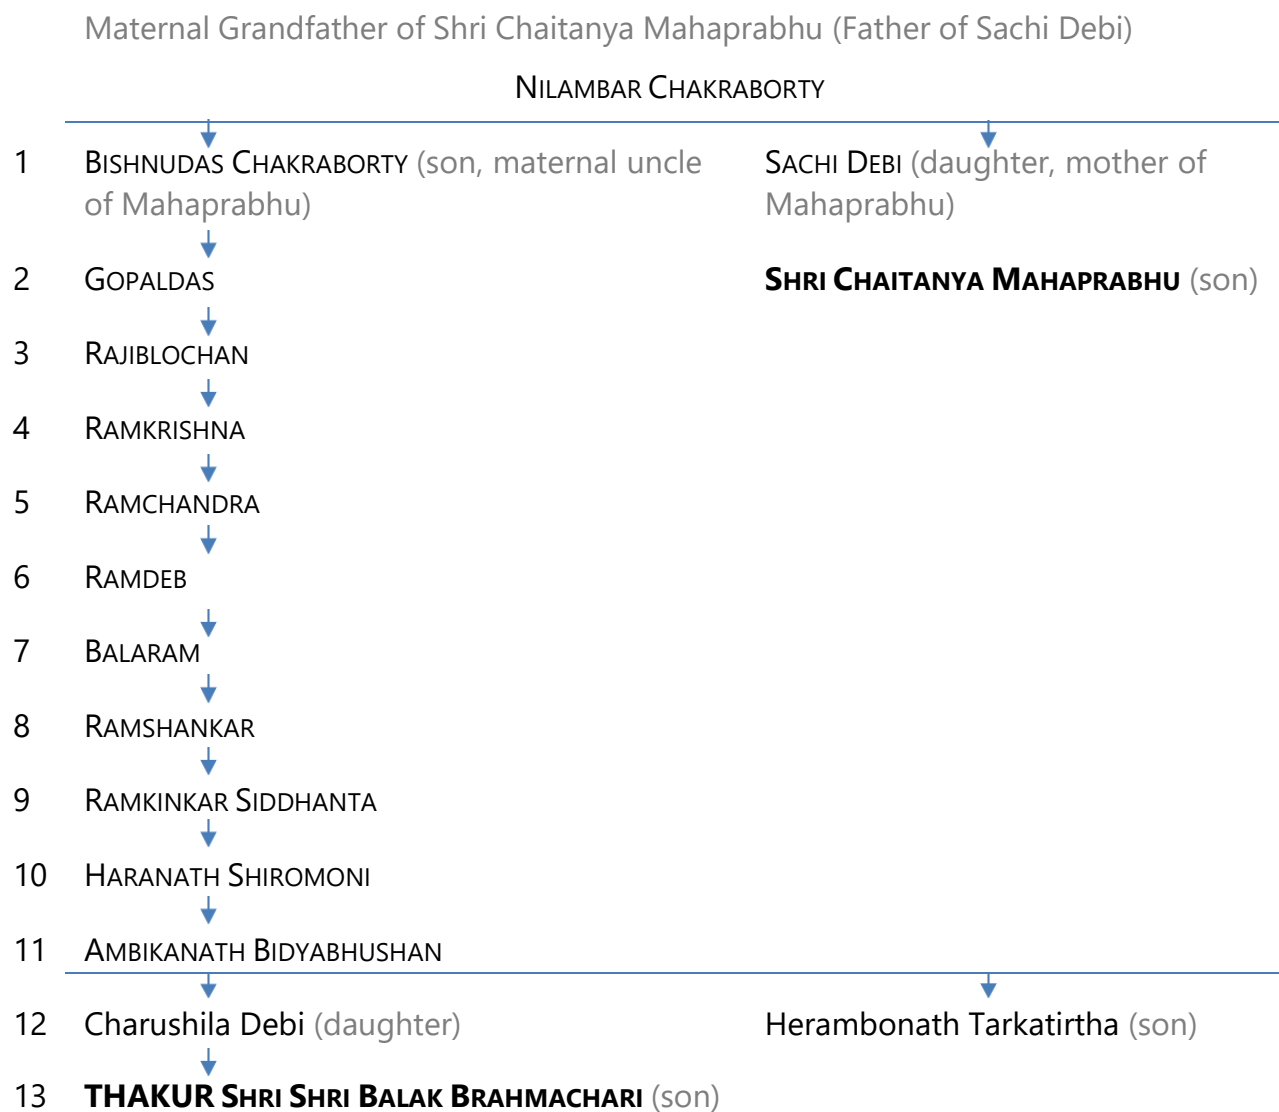 Maternal Grandfather of Shri Chaitanya Mahaprabhu (Father of Sachi Debi)
NILAMBAR CHAKRABORTY
1 BISHNUDAS CHAKRABORTY (son, maternal uncle of Mahaprabhu)
SACHI DEBI (daughter, mother of Mahaprabhu)
2 GOPALDAS
SHRI CHAITANYA MAHAPRABHU (son)
3 RAJIBLOCHAN
4 RAMKRISHNA
5 RAMCHANDRA
6 RAMDEB
7 BALARAM
8 RAMSHANKAR
9 RAMKINKAR SIDDHANTA
10 HARANATH SHIROMONI
11 AMBIKANATH BIDYABHUSHAN
12 Charushila Debi (daughter)
Herambonath Tarkatirtha (son)
13 THAKUR SHRI SHRI BALAK BRAHMACHARI (son)